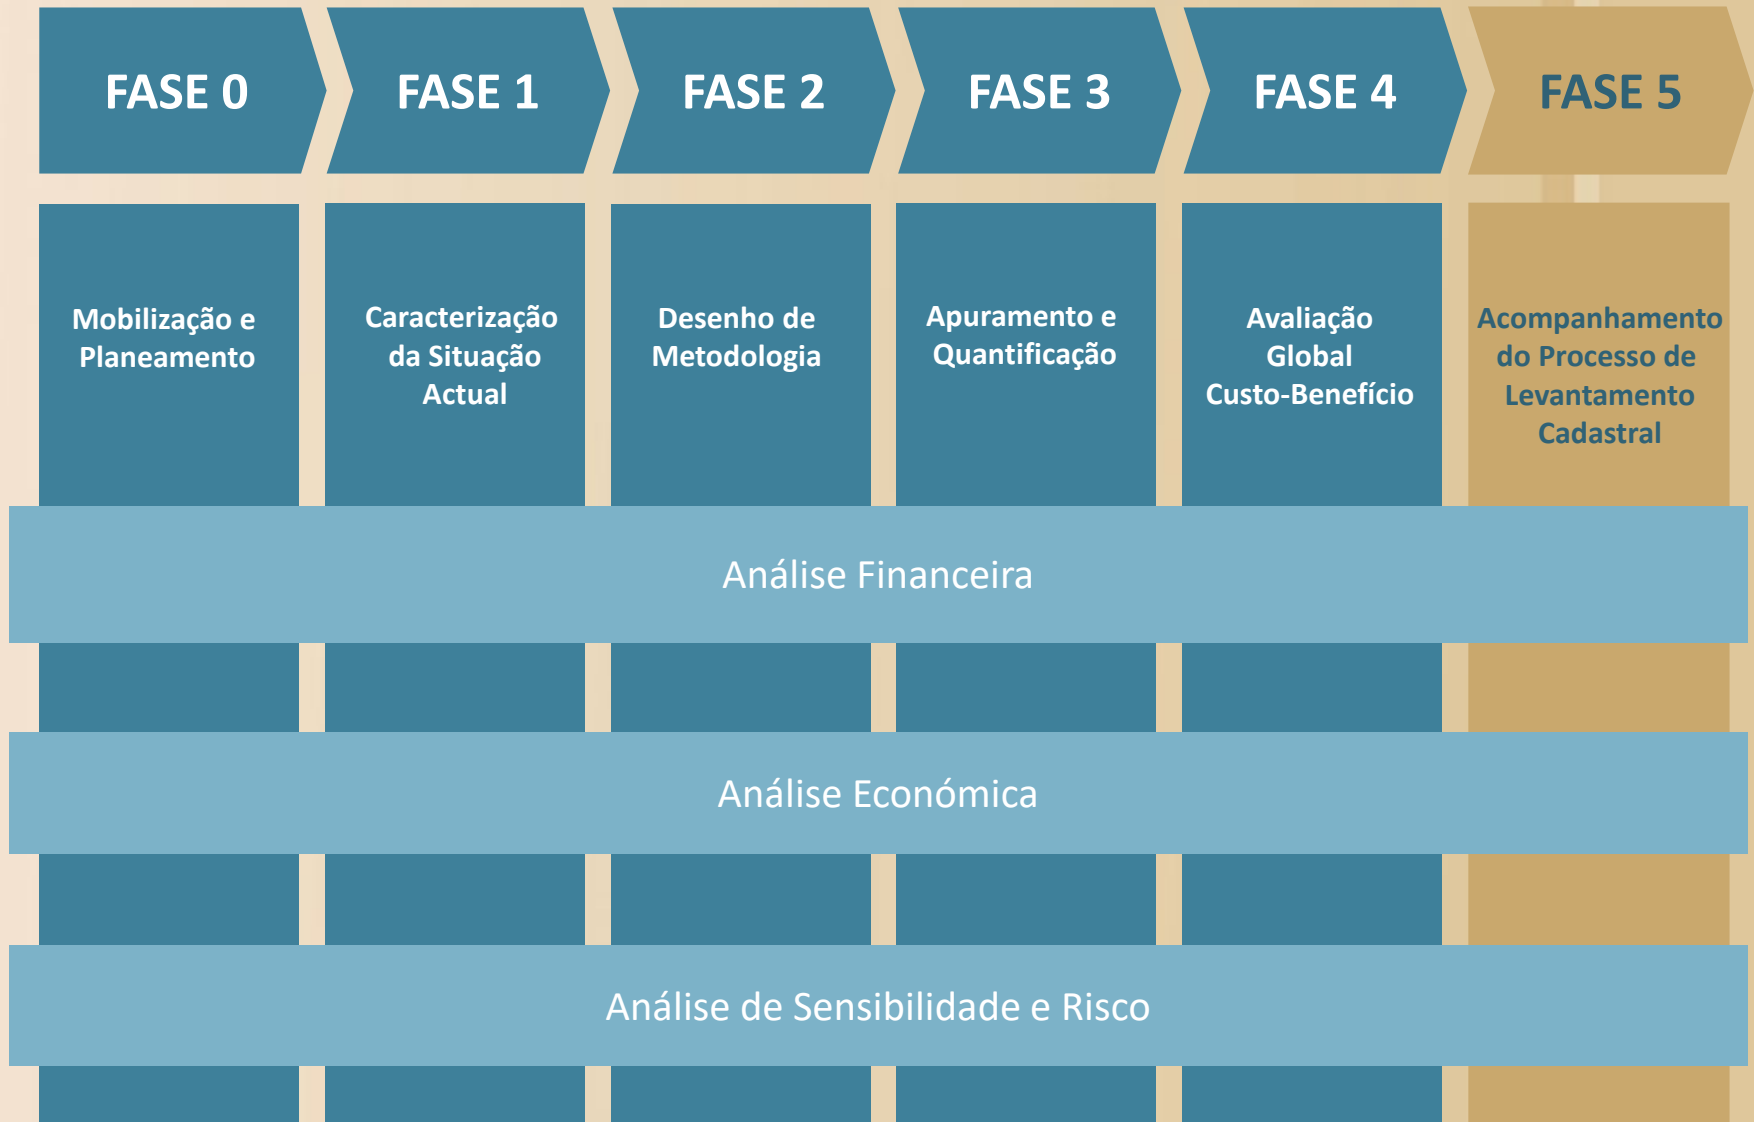 FASE 0
FASE 1
FASE 2
FASE 3
FASE 4
FASE 5
Mobilização e
Planeamento
Caracterização
da Situação
Actual
Desenho de
Metodologia
Apuramento e
Quantificação
Avaliação
Global
Custo-Benefício
Acompanhamento
do Processo de
Levantamento
Cadastral
Análise Financeira
Análise Económica
Análise de Sensibilidade e Risco